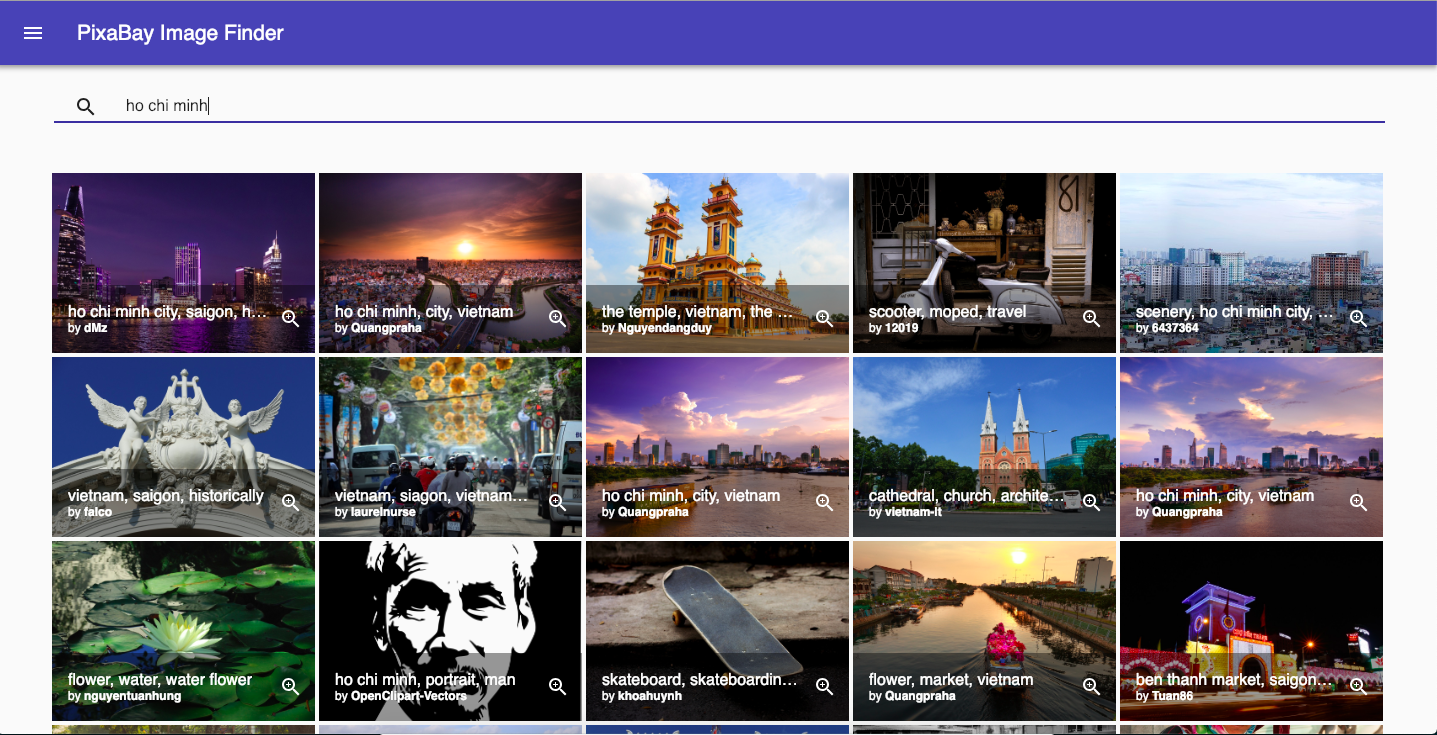 PixaBay Image Finder
ho chi minh
ho chi minh city, saigon, h...
by dMz
ho chi minh, city, vietnam
by Quangpraha
the temple, vietnam, the ...
by Nguyendangduy
scooter, moped, travel
by 12019
scenery, ho chi minh city, ...
by 6437364
vietnam, saigon, historically
by falco
vietnam, siagon, vietnam...
by laurelnurse
ho chi minh, city, vietnam
by Quangpraha
cathedral, church, archite...
by vietnam-it
ho chi minh, city, vietnam
by Quangpraha
flower, water, water flower
by nguyentuanhung
ho chi minh, portrait, man
by OpenClipart-Vectors
skateboard, skateboardin...
by khoahuynh
flower, market, vietnam
by Quangpraha
CHỢ BẾN THÀNH
ben thanh market, saigon...
by Tuan86